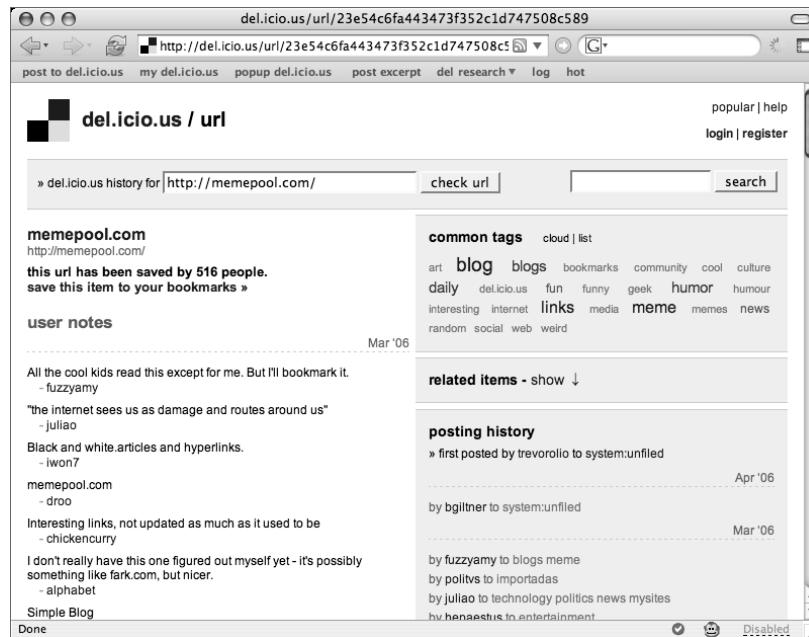 del.icio.us/url/23e54c6fa443473f352c1d747508c589
http://del.icio.us/url/23e54c6fa443473f352c1d747508c5
G
post to del.icio.us my del.icio.us popup del.icio.us post excerpt del research log hot
del.icio.us / url
popular | help
login | register
» del.icio.us history for http://memepool.com/ check url search
memepool.com
http://memepool.com/
this url has been saved by 516 people.
save this item to your bookmarks »
user notes
Mar '06
All the cool kids read this except for me. But I'll bookmark it.
- fuzzyamy
"the internet sees us as damage and routes around us"
- juliao
Black and white.articles and hyperlinks.
- iwon7
memepool.com
- droo
Interesting links, not updated as much as it used to be
- chickencurry
I don't really have this one figured out myself yet - it's possibly
something like fark.com, but nicer.
- alphabet
Simple Blog
common tags cloud | list
art blog blogs bookmarks community cool culture
daily del.icio.us fun funny geek humor humour
interesting internet links media meme memes news
random social web weird
related items - show ↓
posting history
» first posted by trevorolio to system:unfiled
Apr '06
by bgiltner to system:unfiled
Mar '06
by fuzzyamy to blogs meme
by politvs to importadas
by juliao to technology politics news mysites
by hepaestus to entertainment
Done
Disabled